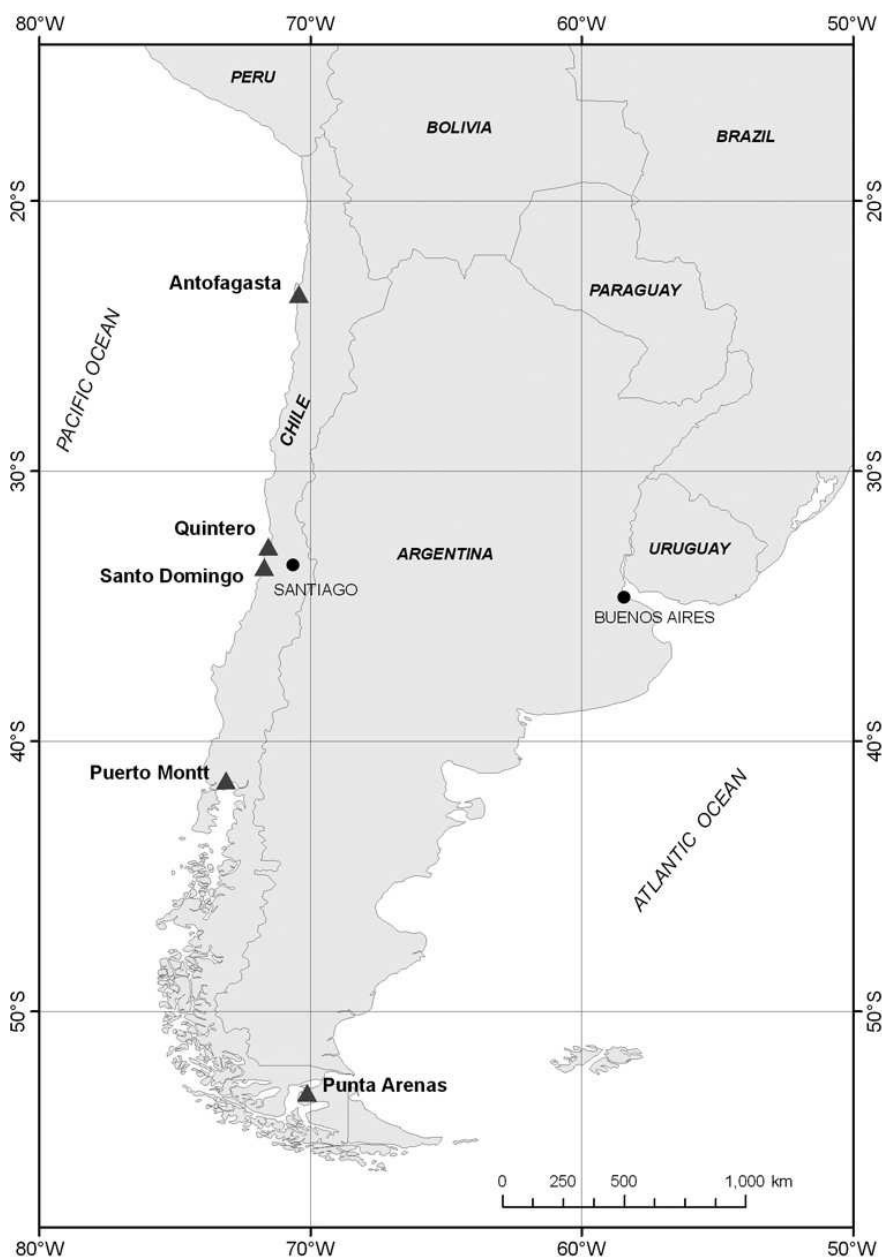 80°W 70°W 60°W 50°W
PERU
BOLIVIA
BRAZIL
20°S 20°S
Antofagasta
PARAGUAY
PACIFIC OCEAN
CHILE
30°S 30°S
Quintero
Santo Domingo
SANTIAGO
ARGENTINA
URUGUAY
BUENOS AIRES
40°S 40°S
Puerto Montt
ATLANTIC OCEAN
50°S 50°S
Punta Arenas
0 250 500 1,000 km
80°W 70°W 60°W 50°W